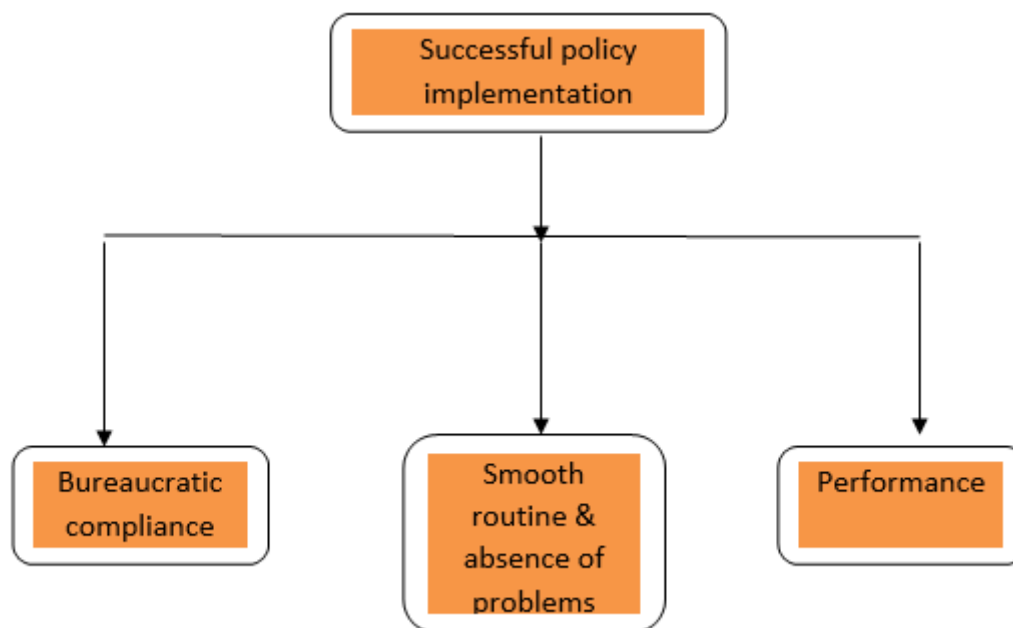 Successful policy
implementation
Bureaucratic
compliance
Smooth
routine &
absence of
problems
Performance